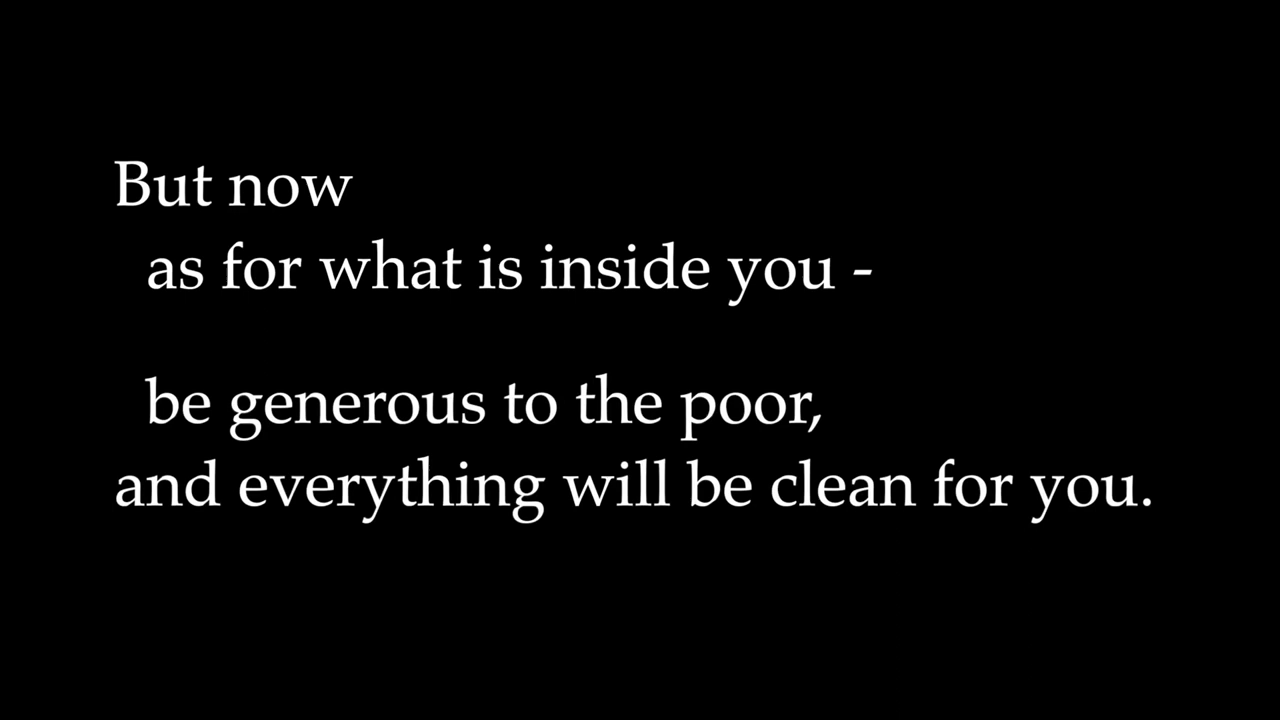 But now
as for what is inside you -
be generous to the poor,
and everything will be clean for you.